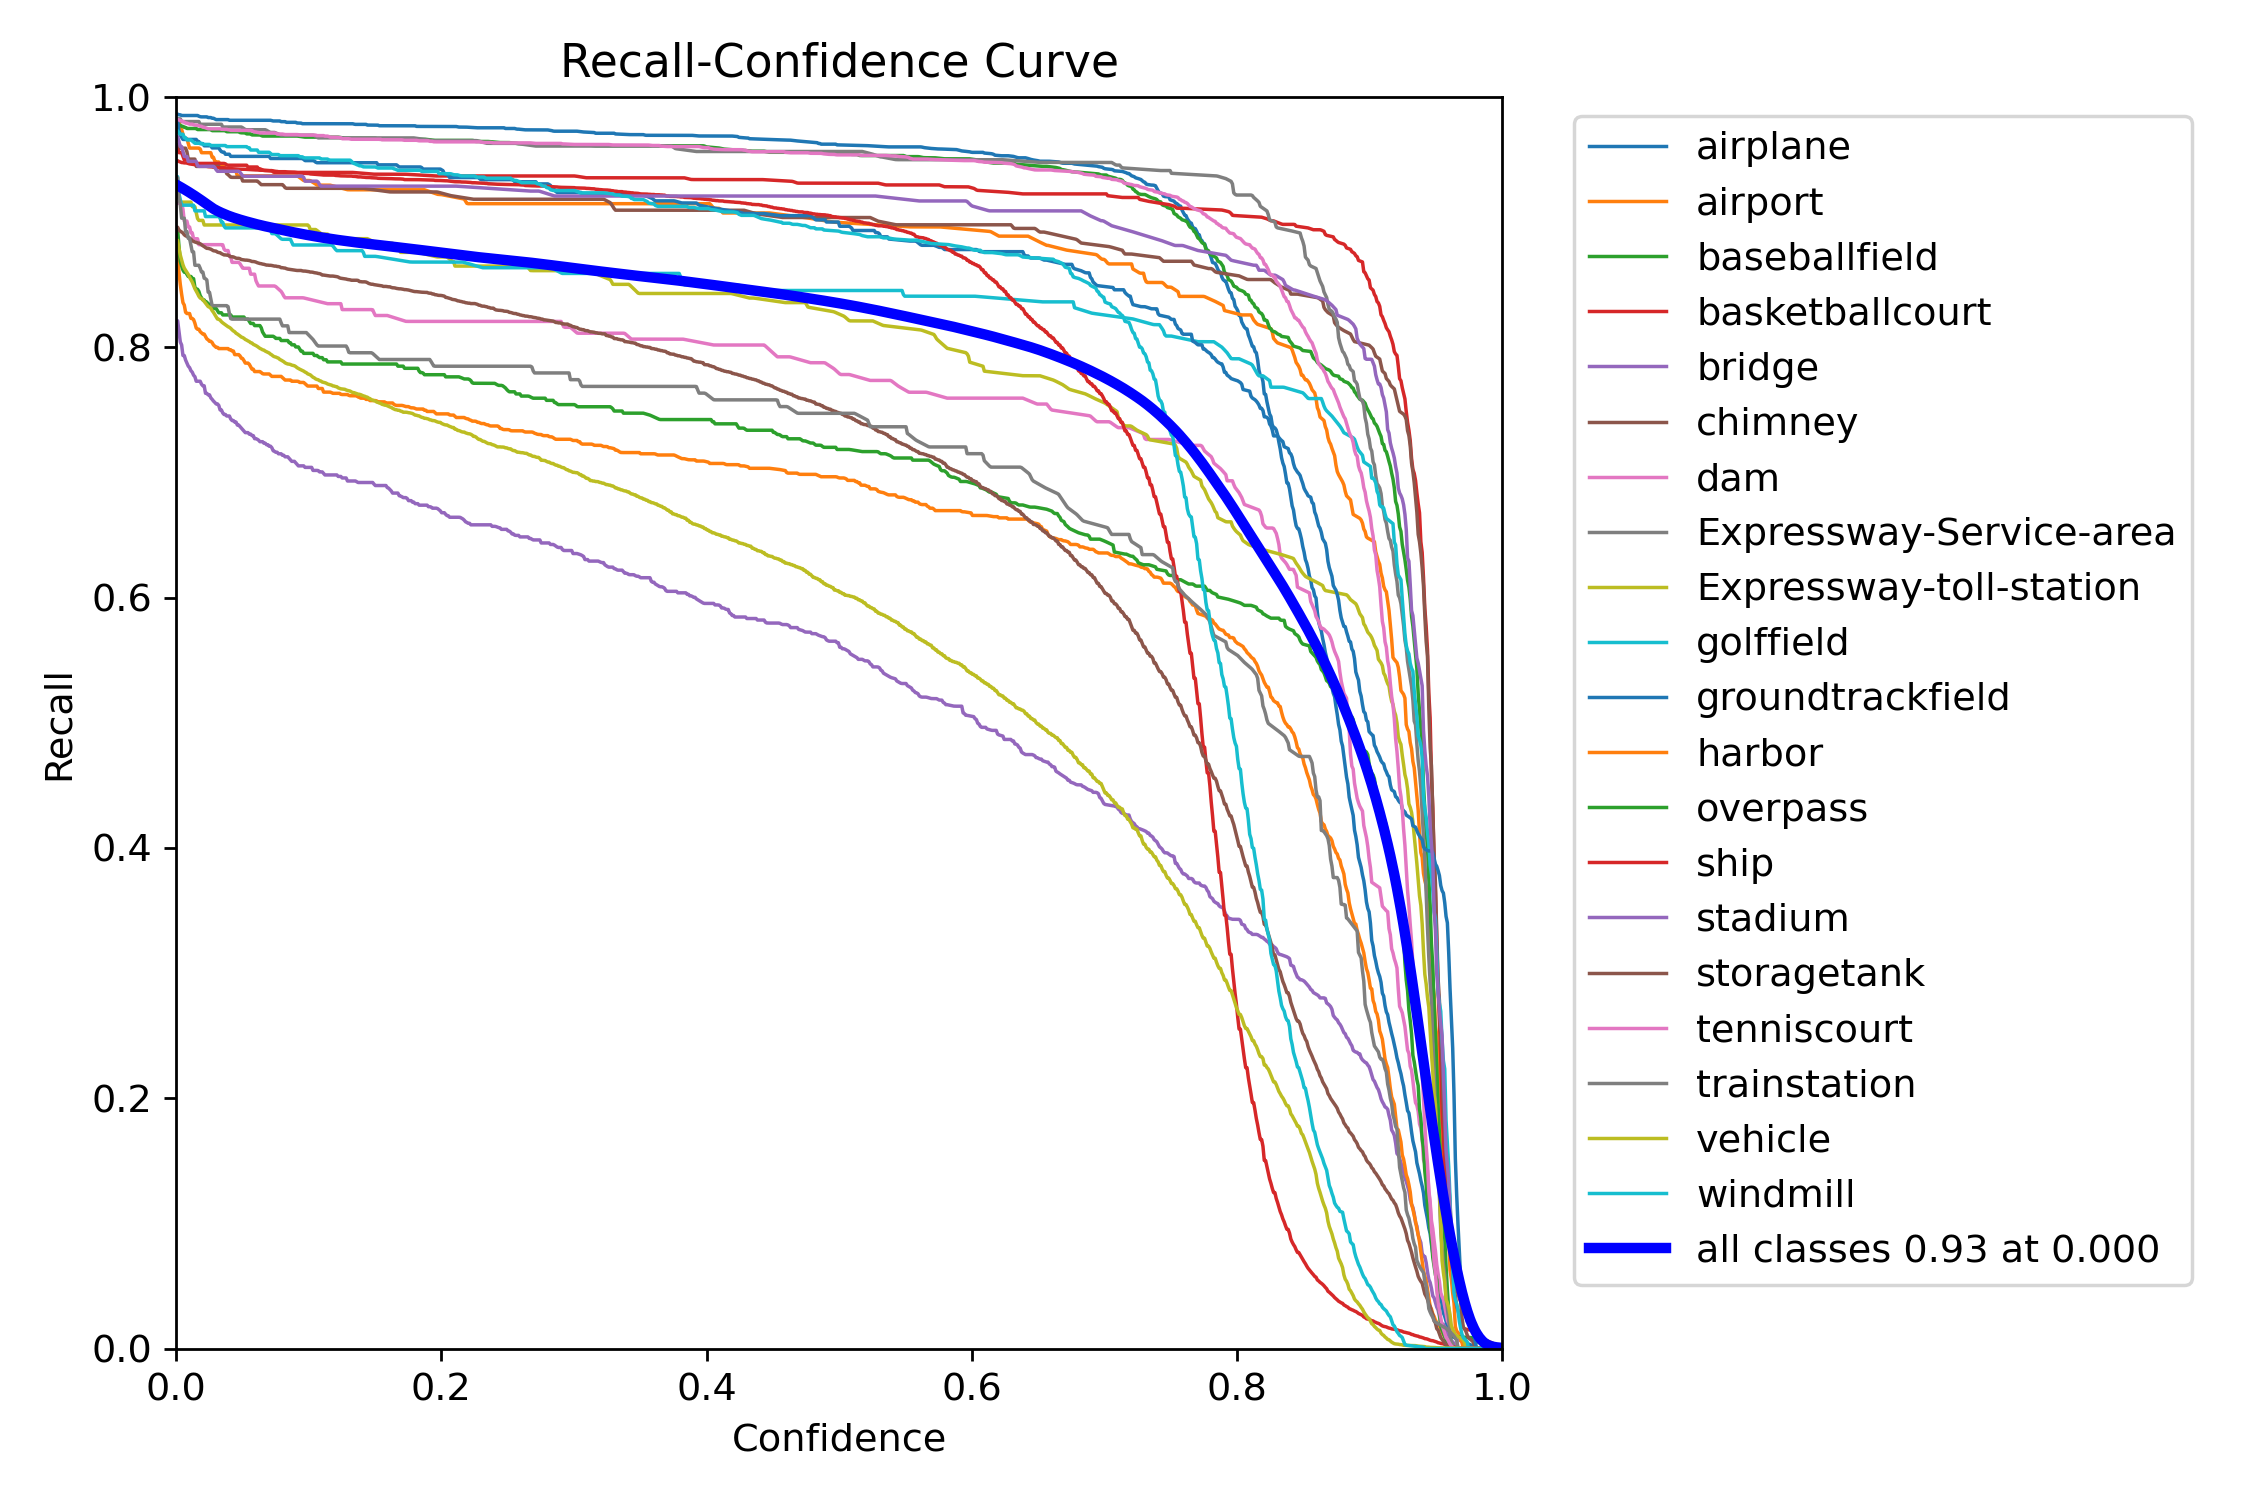 Recall-Confidence Curve
1.0
0.8
0.6
0.4
0.2
0.0
Recall
0.0 0.2 0.4 0.6 0.8 1.0
Confidence
airplane
airport
baseballfield
basketballcourt
bridge
chimney
dam
Expressway-Service-area
Expressway-toll-station
golffield
groundtrackfield
harbor
overpass
ship
stadium
storagetank
tenniscourt
trainstation
vehicle
windmill
all classes 0.93 at 0.000